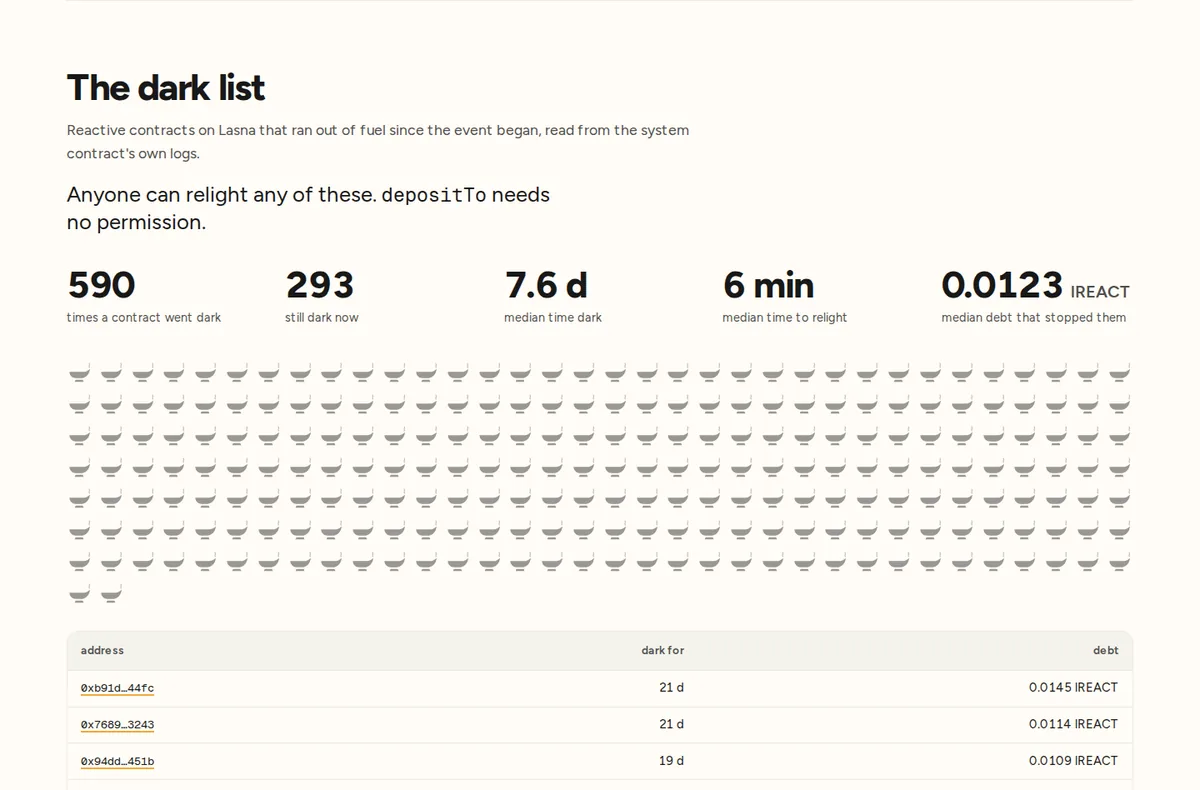 The dark list
Reactive contracts on Lasna that ran out of fuel since the event began, read from the system
contract's own logs.
Anyone can relight any of these. depositTo needs
no permission.
590 293 7.6 d 6 min 0.0123 lREACT
times a contract went dark still dark now median time dark median time to relight median debt that stopped them
address dark for debt
0xb91d…44fc 21 d 0.0145 lREACT
0x7689…3243 21 d 0.0114 lREACT
0x94dd…451b 19 d 0.0109 lREACT